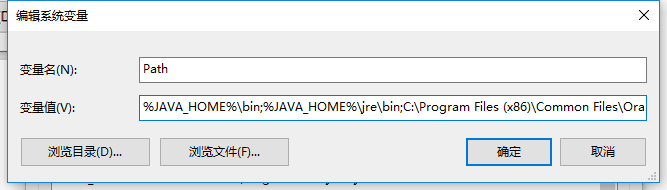 编辑系统变量
变量名(N):
Path
变量值(V):
%JAVA_HOME%\bin;%JAVA_HOME%\jre\bin;C:\Program Files (x86)\Common Files\Ora
浏览目录(D)...
浏览文件(F)...
确定
取消